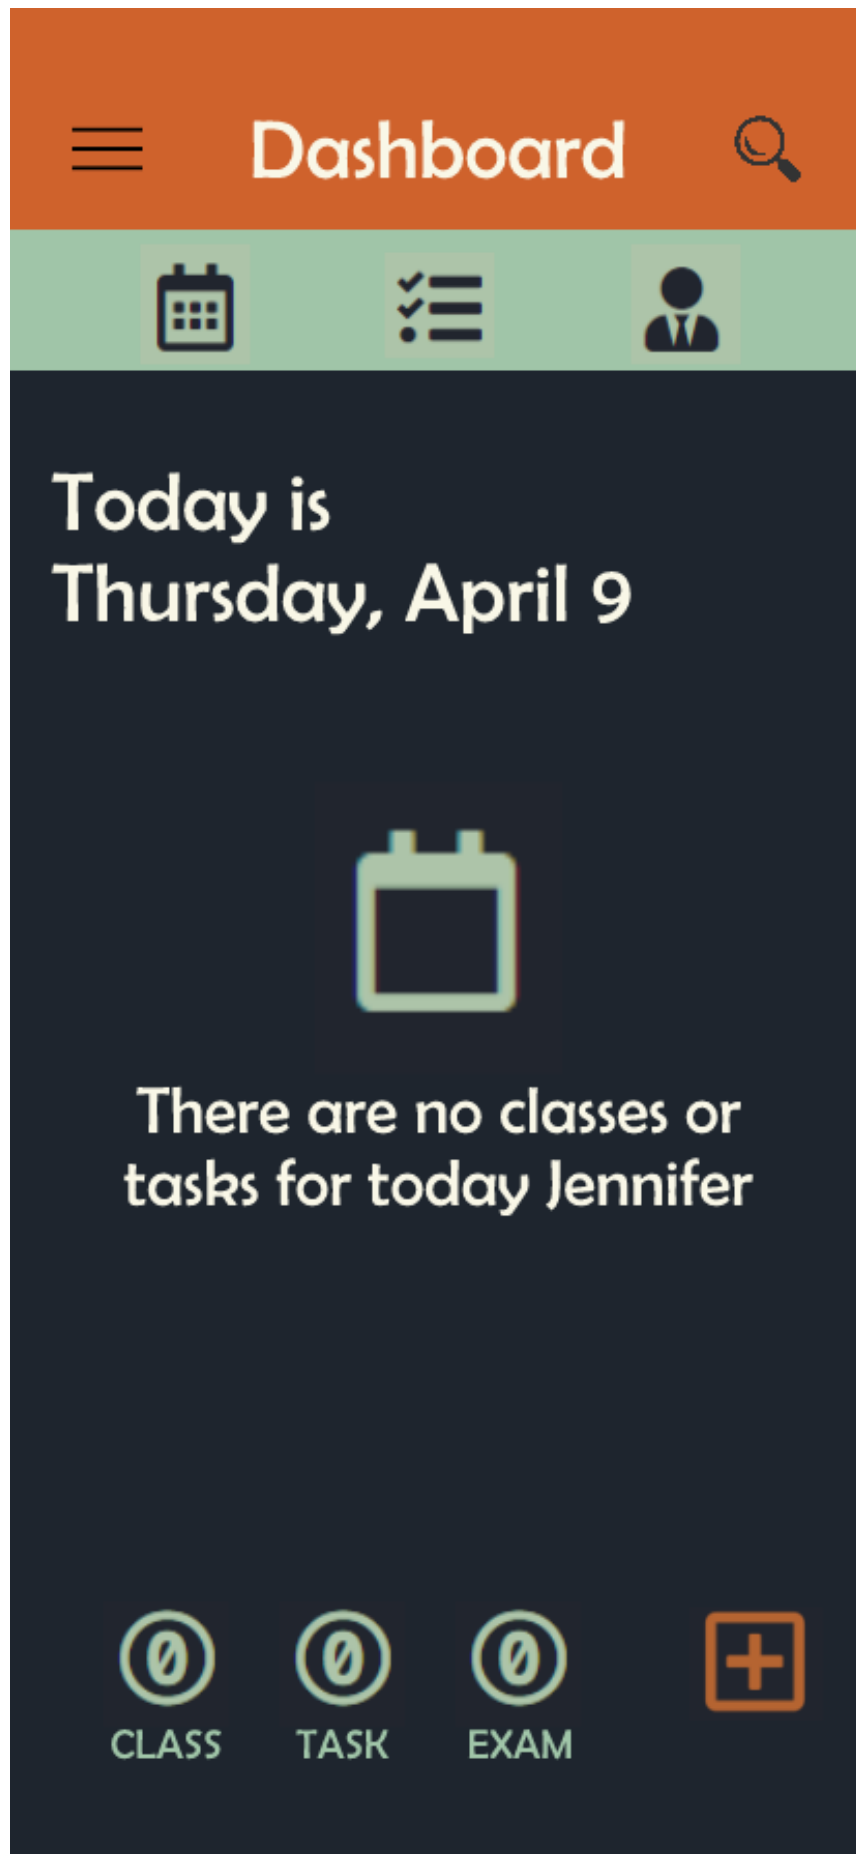 Dashboard
Today is
Thursday, April 9
There are no classes or
tasks for today Jennifer
0 0 0
CLASS TASK EXAM